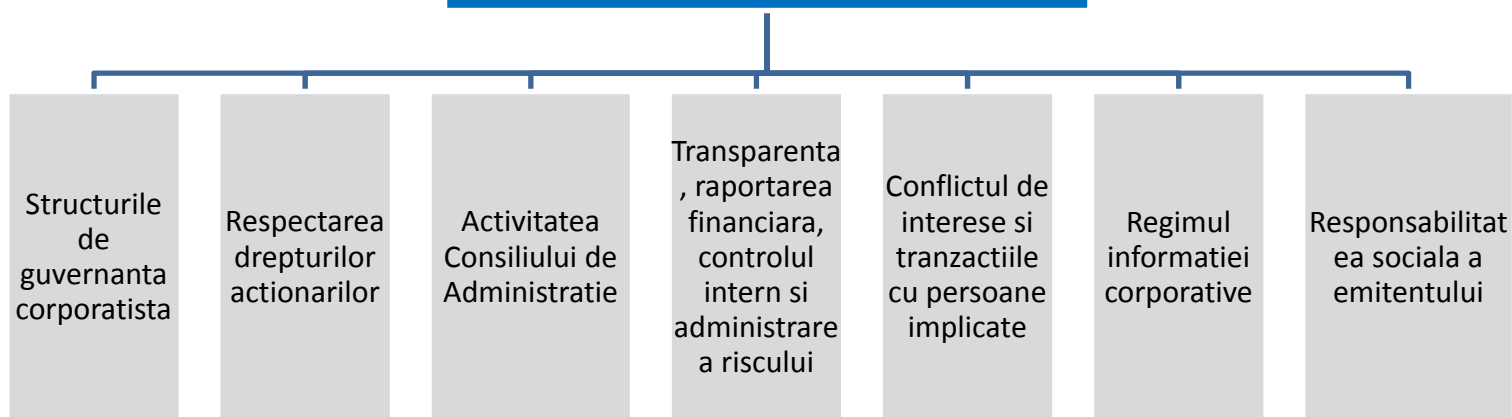 Structurile
de
guvernanta
corporatista
Respectarea
drepturilor
actionarilor
Activitatea
Consiliului de
Administratie
Transparenta
, raportarea
financiara,
controlul
intern si
administrare
a riscului
Conflictul de
interese si
tranzactiile
cu persoane
implicate
Regimul
informatiei
corporative
Responsabilitat
ea sociala a
emitentului